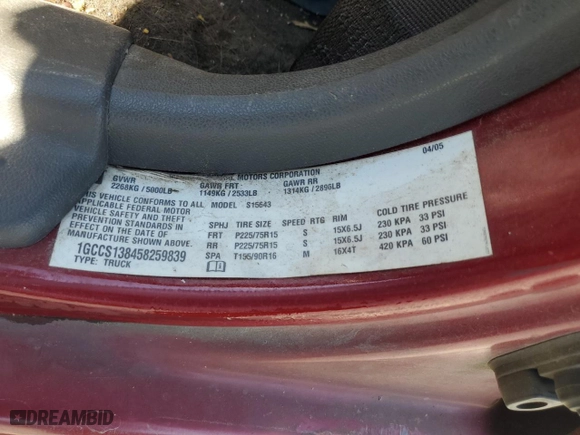 MOTORS CORPORATION 04/05
GVWR GAWR FRT GAWR RR
2268KG / 5000LB 1149KG / 2533LB 1314KG / 2896LB
THIS VEHICLE CONFORMS TO ALL MODEL S15643
APPLICABLE FEDERAL MOTOR
VEHICLE SAFETY AND THEFT
PREVENTION STANDARDS IN
EFFECT ON THE DATE OF
MANUFACTURE SHOWN ABOVE.
1GCCS138458259839
TYPE: TRUCK
COLD TIRE PRESSURE
SPHJ TIRE SIZE SPEED RTG RIM
FRT P225/75R15 S 15X6.5J 230 KPA 33 PSI
RR P225/75R15 S 15X6.5J 230 KPA 33 PSI
SPA T195/90R16 M 16X4T 420 KPA 60 PSI
DREAMBID